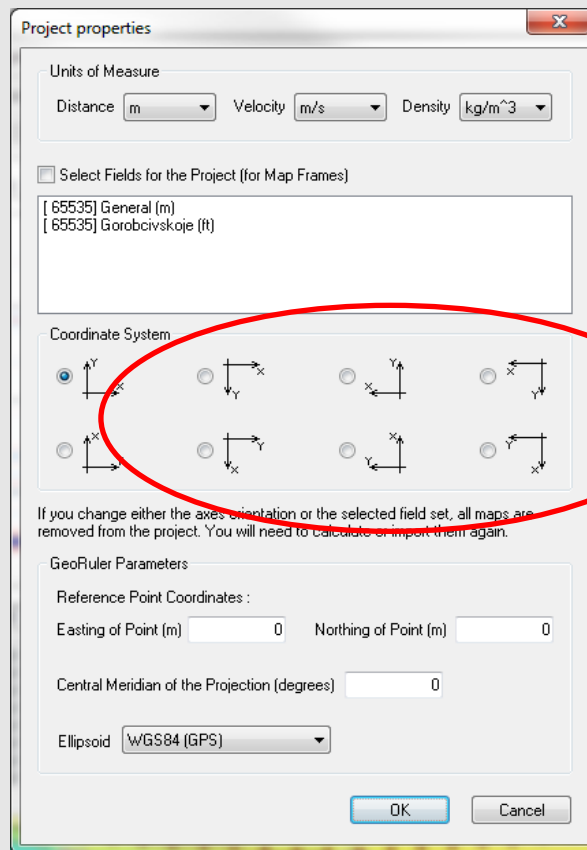 Project properties
Units of Measure
Distance m Velocity m/s Density kg/m^3
Select Fields for the Project (for Map Frames)
[ 65535] General (m)
[ 65535] Gorobcivskoje (ft)
Coordinate System
Y X X Y Y X X Y
X Y X X Y Y X
If you change either the axes orientation or the selected field set, all maps are
removed from the project. You will need to calculate or import them again.
GeoRuler Parameters
Reference Point Coordinates :
Easting of Point (m) 0 Northing of Point (m) 0
Central Meridian of the Projection (degrees) 0
Ellipsoid WGS84 (GPS)
OK Cancel